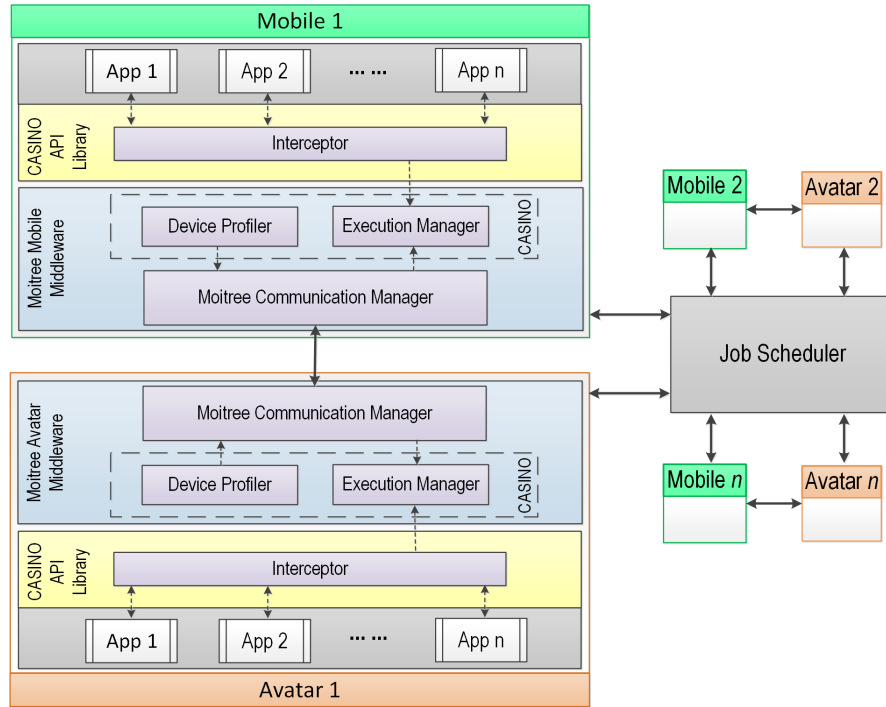 Mobile 1
App 1
App 2
... ...
App n
CASINO
API
Library
Interceptor
Moitree Mobile
Middleware
Device Profiler
Execution Manager
CASINO
Moitree Communication Manager
Moitree Avatar
Middleware
Moitree Communication Manager
Device Profiler
Execution Manager
CASINO
CASINO
API
Library
Interceptor
App 1
App 2
... ...
App n
Avatar 1
Mobile 2
Avatar 2
Job Scheduler
Mobile n
Avatar n